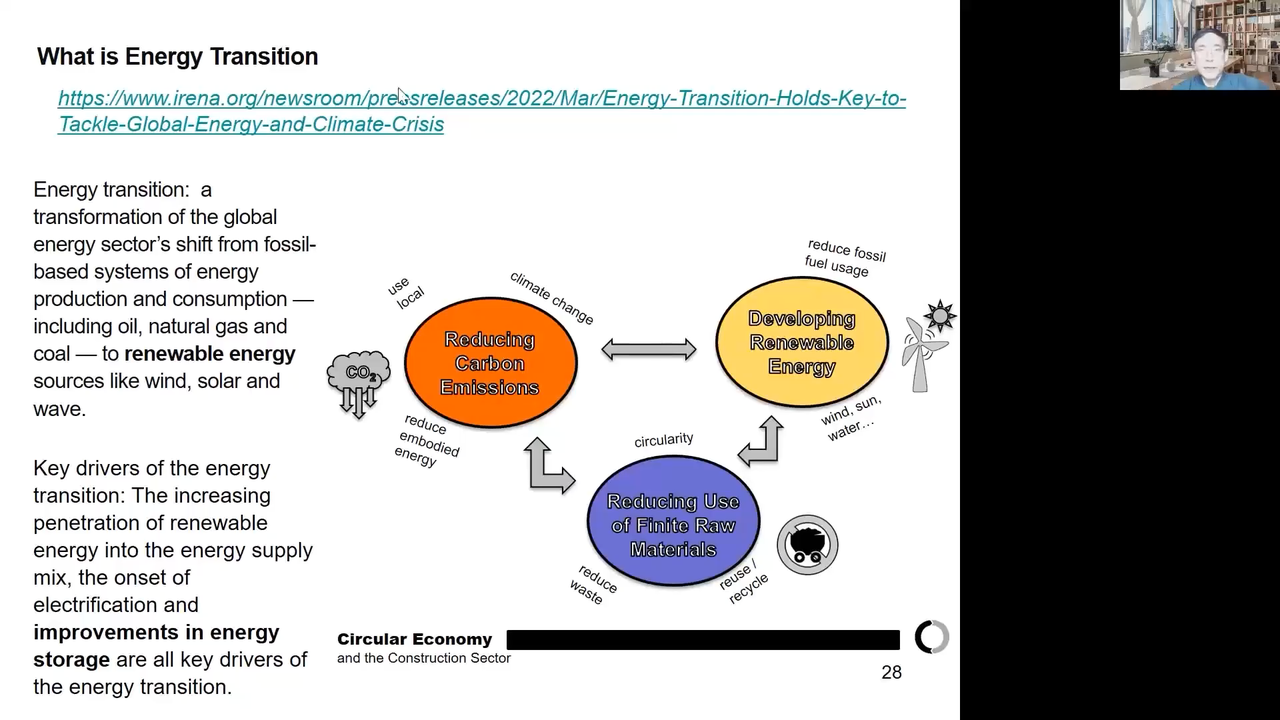 What is Energy Transition
https://www.irena.org/newsroom/pressreleases/2022/Mar/Energy-Transition-Holds-Key-to-
Tackle-Global-Energy-and-Climate-Crisis
Energy transition:  a
transformation of the global
energy sector’s shift from fossil-
based systems of energy
production and consumption —
including oil, natural gas and
coal — to renewable energy
sources like wind, solar and
wave.
Key drivers of the energy
transition: The increasing
penetration of renewable
energy into the energy supply
mix, the onset of
electrification and
improvements in energy
storage are all key drivers of
the energy transition.
use
local
climate change
Reducing
Carbon
Emissions
CO2
reduce
embodied
energy
reduce fossil
fuel usage
Developing
Renewable
Energy
wind, sun,
water...
circularity
Reducing Use
of Finite Raw
Materials
reduce
waste
reuse /
recycle
Circular Economy
and the Construction Sector
28